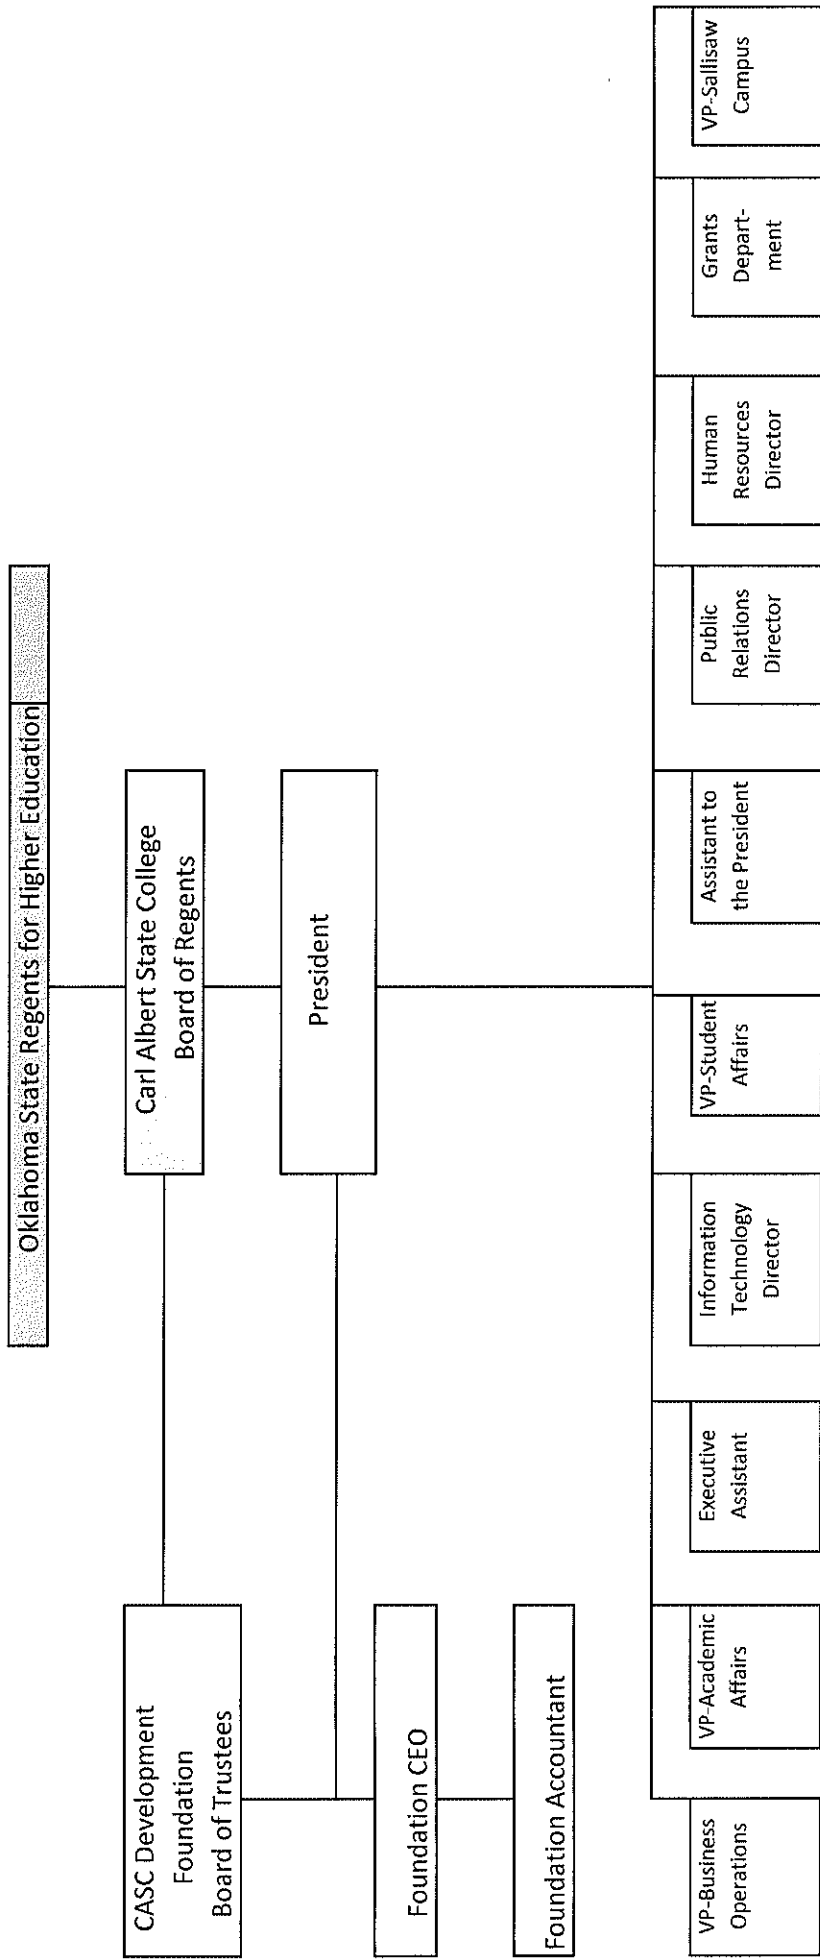 Oklahoma State Regents for Higher Education
Carl Albert State College
Board of Regents
President
CASC Development
Foundation
Board of Trustees
Foundation CEO
Foundation Accountant
VP-Business
Operations
VP-Academic
Affairs
Executive
Assistant
Information
Technology
Director
VP-Student
Affairs
Assistant to
the President
Public
Relations
Director
Human
Resources
Director
Grants
Depart-
ment
VP-Sallisaw
Campus